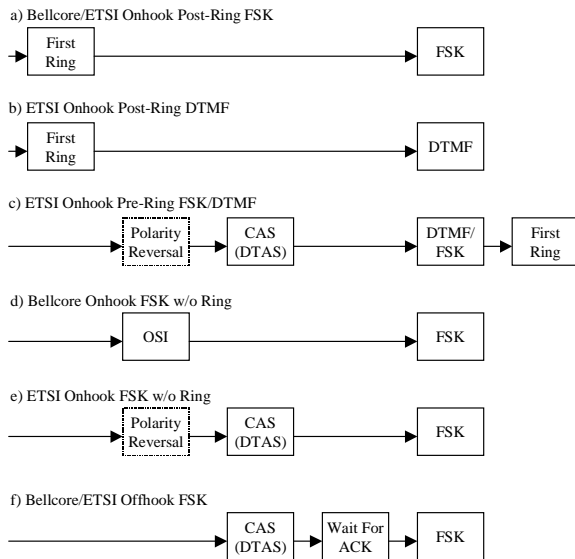 a) Bellcore/ETSI Onhook Post-Ring FSK
First
Ring
FSK
b) ETSI Onhook Post-Ring DTMF
First
Ring
DTMF
c) ETSI Onhook Pre-Ring FSK/DTMF
Polarity
Reversal
CAS
(DTAS)
DTMF/
FSK
First
Ring
d) Bellcore Onhook FSK w/o Ring
OSI
FSK
e) ETSI Onhook FSK w/o Ring
Polarity
Reversal
CAS
(DTAS)
FSK
f) Bellcore/ETSI Offhook FSK
CAS
(DTAS)
Wait For
ACK
FSK